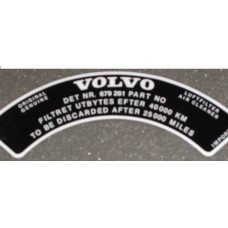 VOLVO
DET NR. 679 261 PART NO
FILTRET UTBYTES EFTER 40000 KM
TO BE DISCARDED AFTER 25000 MILES
ORIGINAL
GENUINE
LUFTFILTER
AIR CLEANER